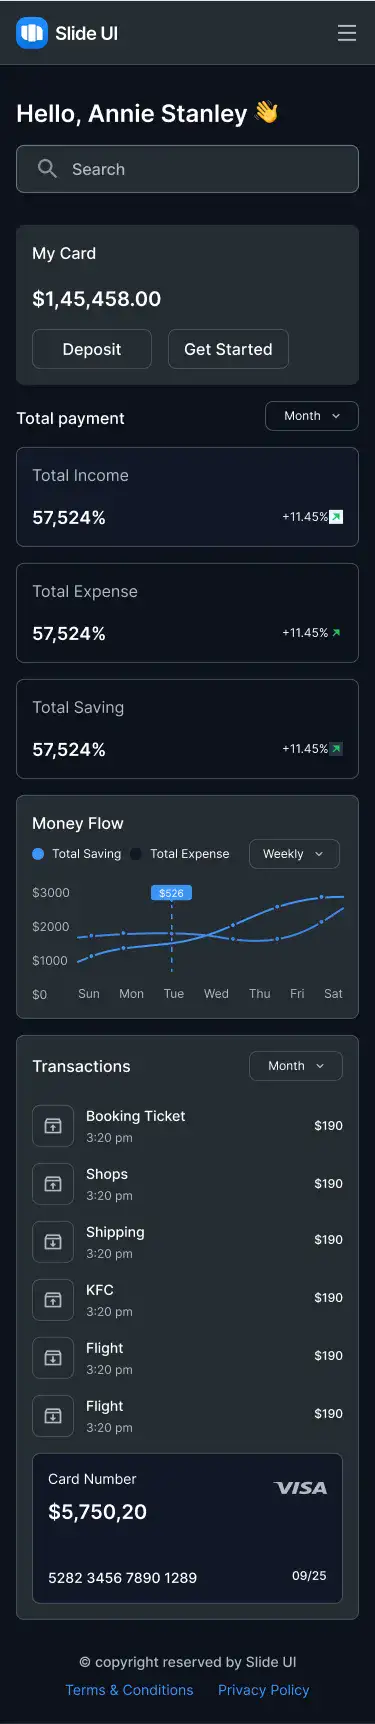 Slide UI
Hello, Annie Stanley 👋
Search
My Card
$1,45,458.00
Deposit Get Started
Total payment Month
Total Income
57,524% +11.45%
Total Expense
57,524% +11.45%
Total Saving
57,524% +11.45%
Money Flow
Total Saving Total Expense Weekly
$526
$3000
$2000
$1000
$0 Sun Mon Tue Wed Thu Fri Sat
Transactions Month
Booking Ticket
3:20 pm $190
Shops
3:20 pm $190
Shipping
3:20 pm $190
KFC
3:20 pm $190
Flight
3:20 pm $190
Flight
3:20 pm $190
Card Number VISA
$5,750,20
5282 3456 7890 1289 09/25
© copyright reserved by Slide UI
Terms & Conditions Privacy Policy